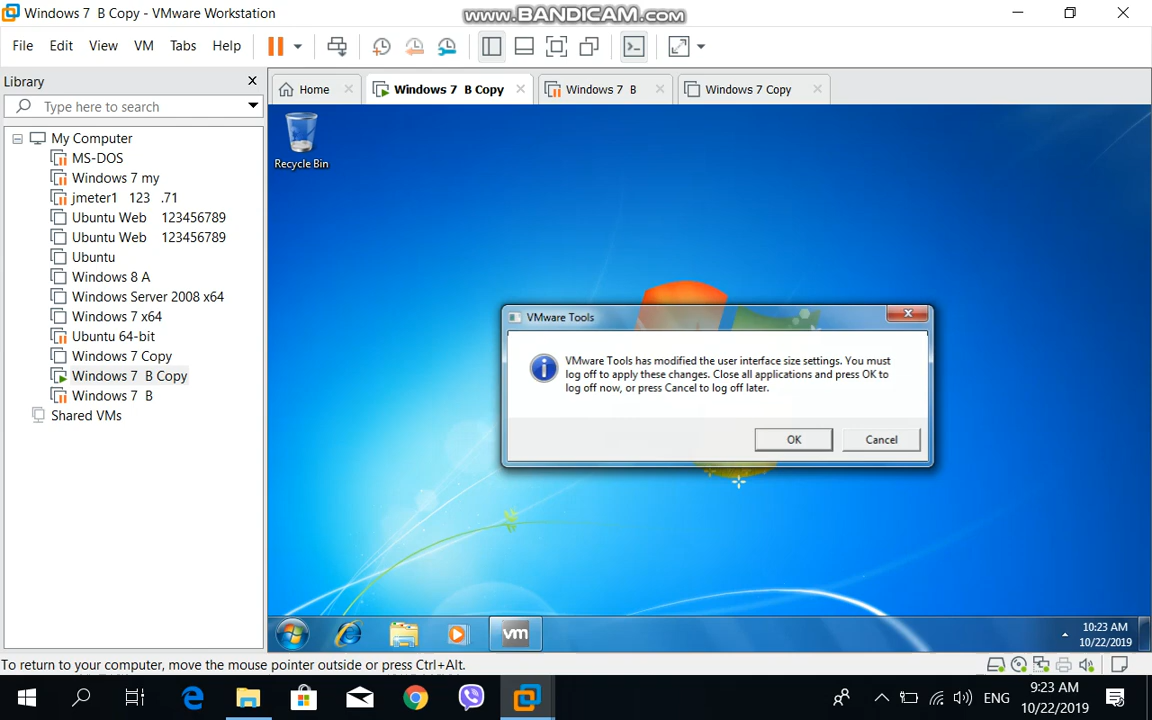 Windows 7  B Copy - VMware Workstation
www.BANDICAM.com
File Edit View VM Tabs Help
Library
Type here to search
Home
Windows 7  B Copy
Windows 7  B
Windows 7 Copy
My Computer
MS-DOS
Windows 7 my
jmeter1  123  .71
Ubuntu Web  123456789
Ubuntu Web  123456789
Ubuntu
Windows 8 A
Windows Server 2008 x64
Windows 7 x64
Ubuntu 64-bit
Windows 7 Copy
Windows 7  B Copy
Windows 7  B
Shared VMs
Recycle Bin
VMware Tools
VMware Tools has modified the user interface size settings. You must
log off to apply these changes. Close all applications and press OK to
log off now, or press Cancel to log off later.
OK
Cancel
vm
10:23 AM
10/22/2019
To return to your computer, move the mouse pointer outside or press Ctrl+Alt.
ENG
9:23 AM
10/22/2019